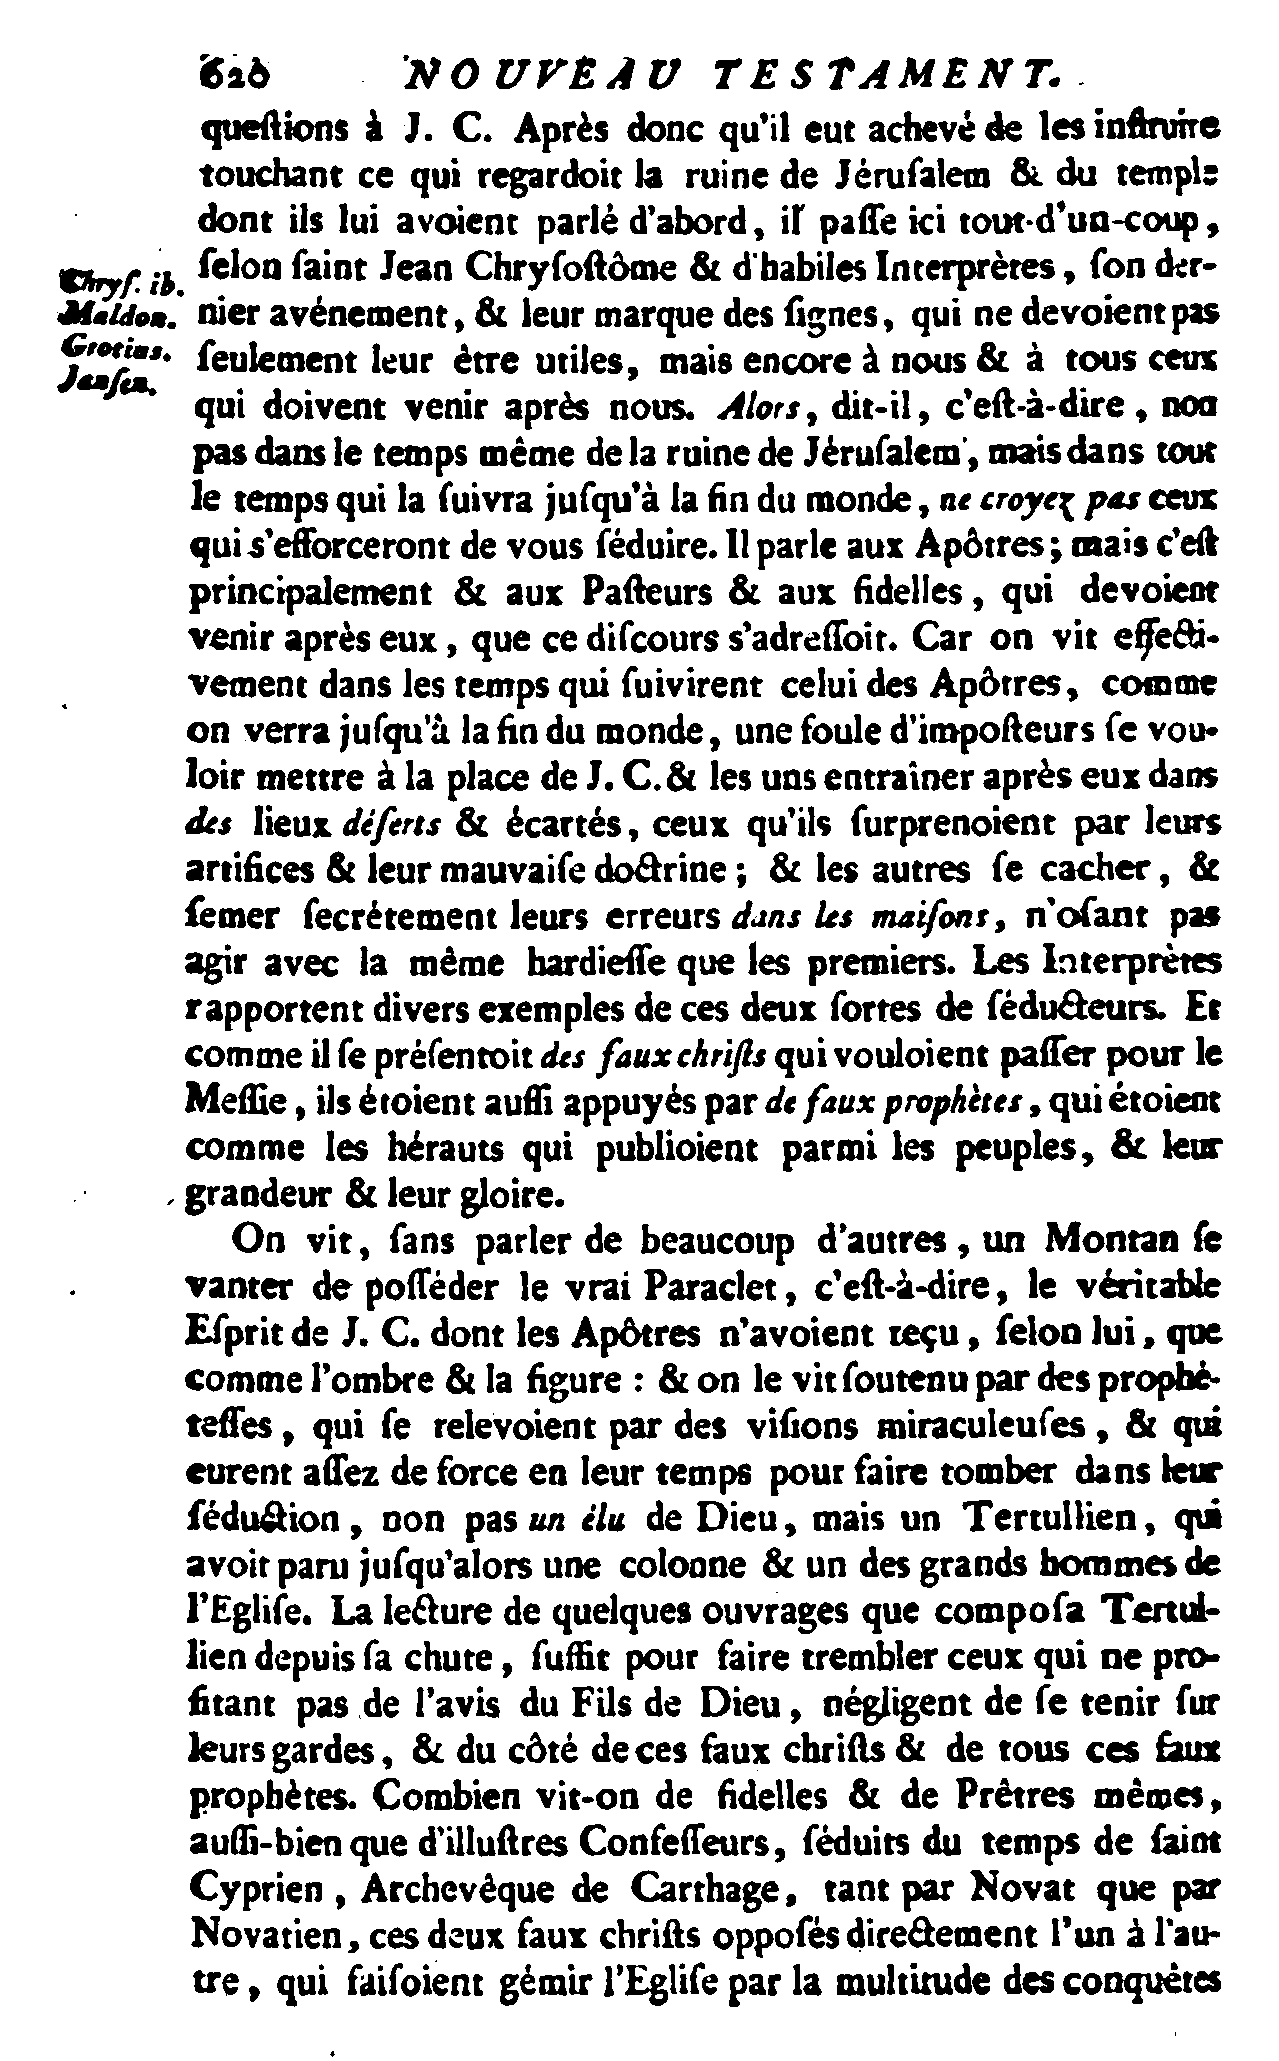 620 NOUVEAU TESTAMENT.
queſtions à J. C. Après donc qu'il eut achevé de les inſtruire
touchant ce qui regardoit la ruine de Jéruſalem & du temple
dont ils lui avoient parlé d'abord, il paſſe ici tout-d'un-coup,
ſelon ſaint Jean Chryſoſtôme & d'habiles Interprètes, ſon der-
nier avénement, & leur marque des ſignes, qui ne devoient pas
ſeulement leur être utiles, mais encore à nous & à tous ceux
qui doivent venir après nous. Alors, dit-il, c'eſt-à-dire, non
pas dans le temps même de la ruine de Jéruſalem, mais dans tout
le temps qui la ſuivra juſqu'à la fin du monde, ne croyez pas ceux
qui s'efforceront de vous ſéduire. Il parle aux Apôtres; mais c'eſt
principalement & aux Paſteurs & aux fidelles, qui devoient
venir après eux, que ce diſcours s'adreſſoit. Car on vit effecti-
vement dans les temps qui ſuivirent celui des Apôtres, comme
on verra juſqu'à la fin du monde, une foule d'impoſteurs ſe vou-
loir mettre à la place de J. C. & les uns entraîner après eux dans
des lieux déſerts & écartés, ceux qu'ils ſurprenoient par leurs
artifices & leur mauvaiſe doctrine; & les autres ſe cacher, &
ſemer ſecrétement leurs erreurs dans les maiſons, n'oſant pas
agir avec la même hardieſſe que les premiers. Les Interprètes
rapportent divers exemples de ces deux ſortes de ſéducteurs. Et
comme il ſe préſentoit des faux chriſts qui vouloient paſſer pour le
Meſſie, ils étoient auſſi appuyés par de faux prophètes, qui étoient
comme les hérauts qui publioient parmi les peuples, & leur
grandeur & leur gloire.
On vit, ſans parler de beaucoup d'autres, un Montan ſe
vanter de poſſéder le vrai Paraclet, c'eſt-à-dire, le véritable
Eſprit de J. C. dont les Apôtres n'avoient reçu, ſelon lui, que
comme l'ombre & la figure : & on le vit ſoutenu par des prophé-
teſſes, qui ſe relevoient par des viſions miraculeuſes, & qui
eurent aſſez de force en leur temps pour faire tomber dans leur
ſéduction, non pas un élu de Dieu, mais un Tertullien, qui
avoit paru juſqu'alors une colonne & un des grands hommes de
l'Egliſe. La lecture de quelques ouvrages que compoſa Tertul-
lien depuis ſa chute, ſuffit pour faire trembler ceux qui ne pro-
fitant pas de l'avis du Fils de Dieu, négligent de ſe tenir ſur
leurs gardes, & du côté de ces faux chriſts & de tous ces faux
prophètes. Combien vit-on de fidelles & de Prêtres mêmes,
auſſi-bien que d'illuſtres Confeſſeurs, ſéduits du temps de ſaint
Cyprien, Archevêque de Carthage, tant par Novat que par
Novatien, ces deux faux chriſts oppoſés directement l'un à l'au-
tre, qui faiſoient gémir l'Egliſe par la multitude des conquêtes
Chryſ. ib.
Maldon.
Grotius.
Janſen.